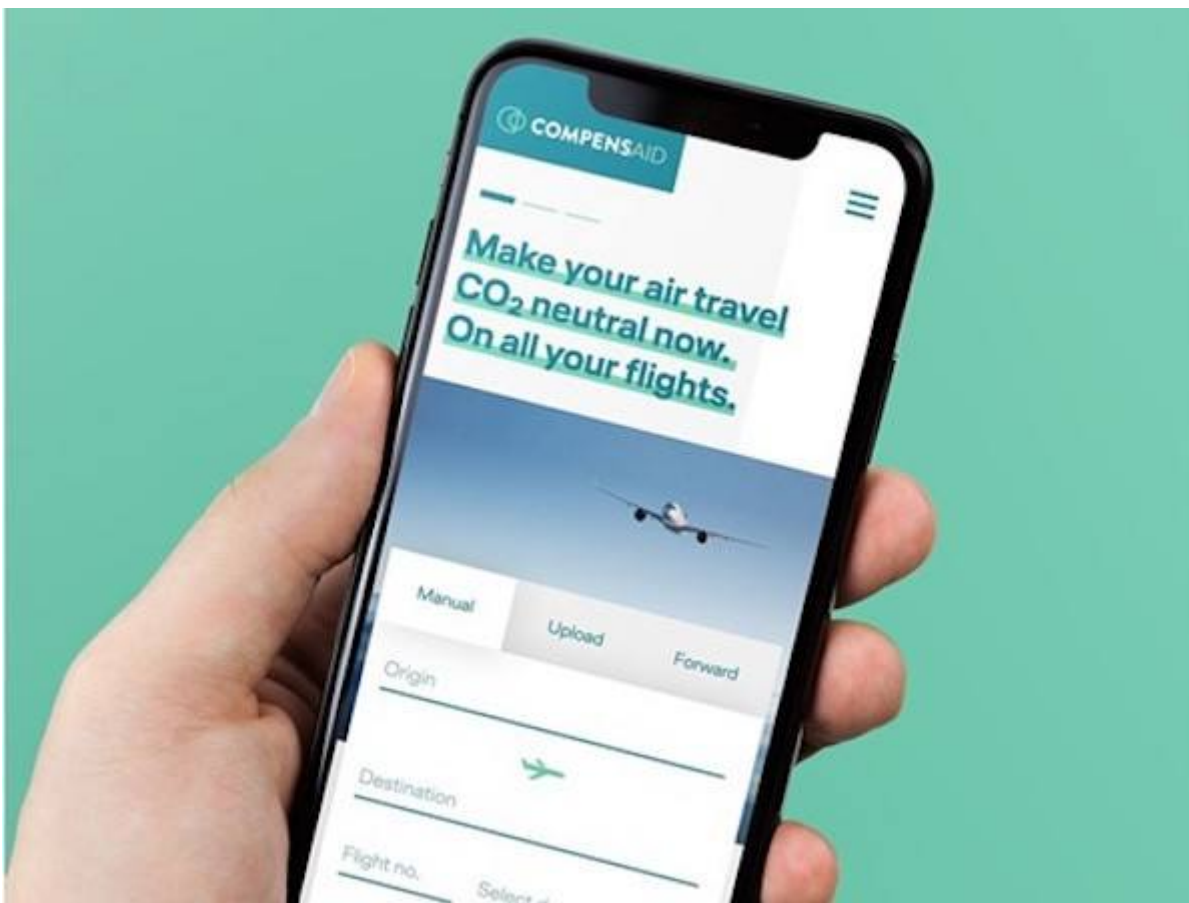 COMPENSAID
Make your air travel
CO₂ neutral now.
On all your flights.
Manual
Upload
Forward
Origin
Destination
Flight no.
Select